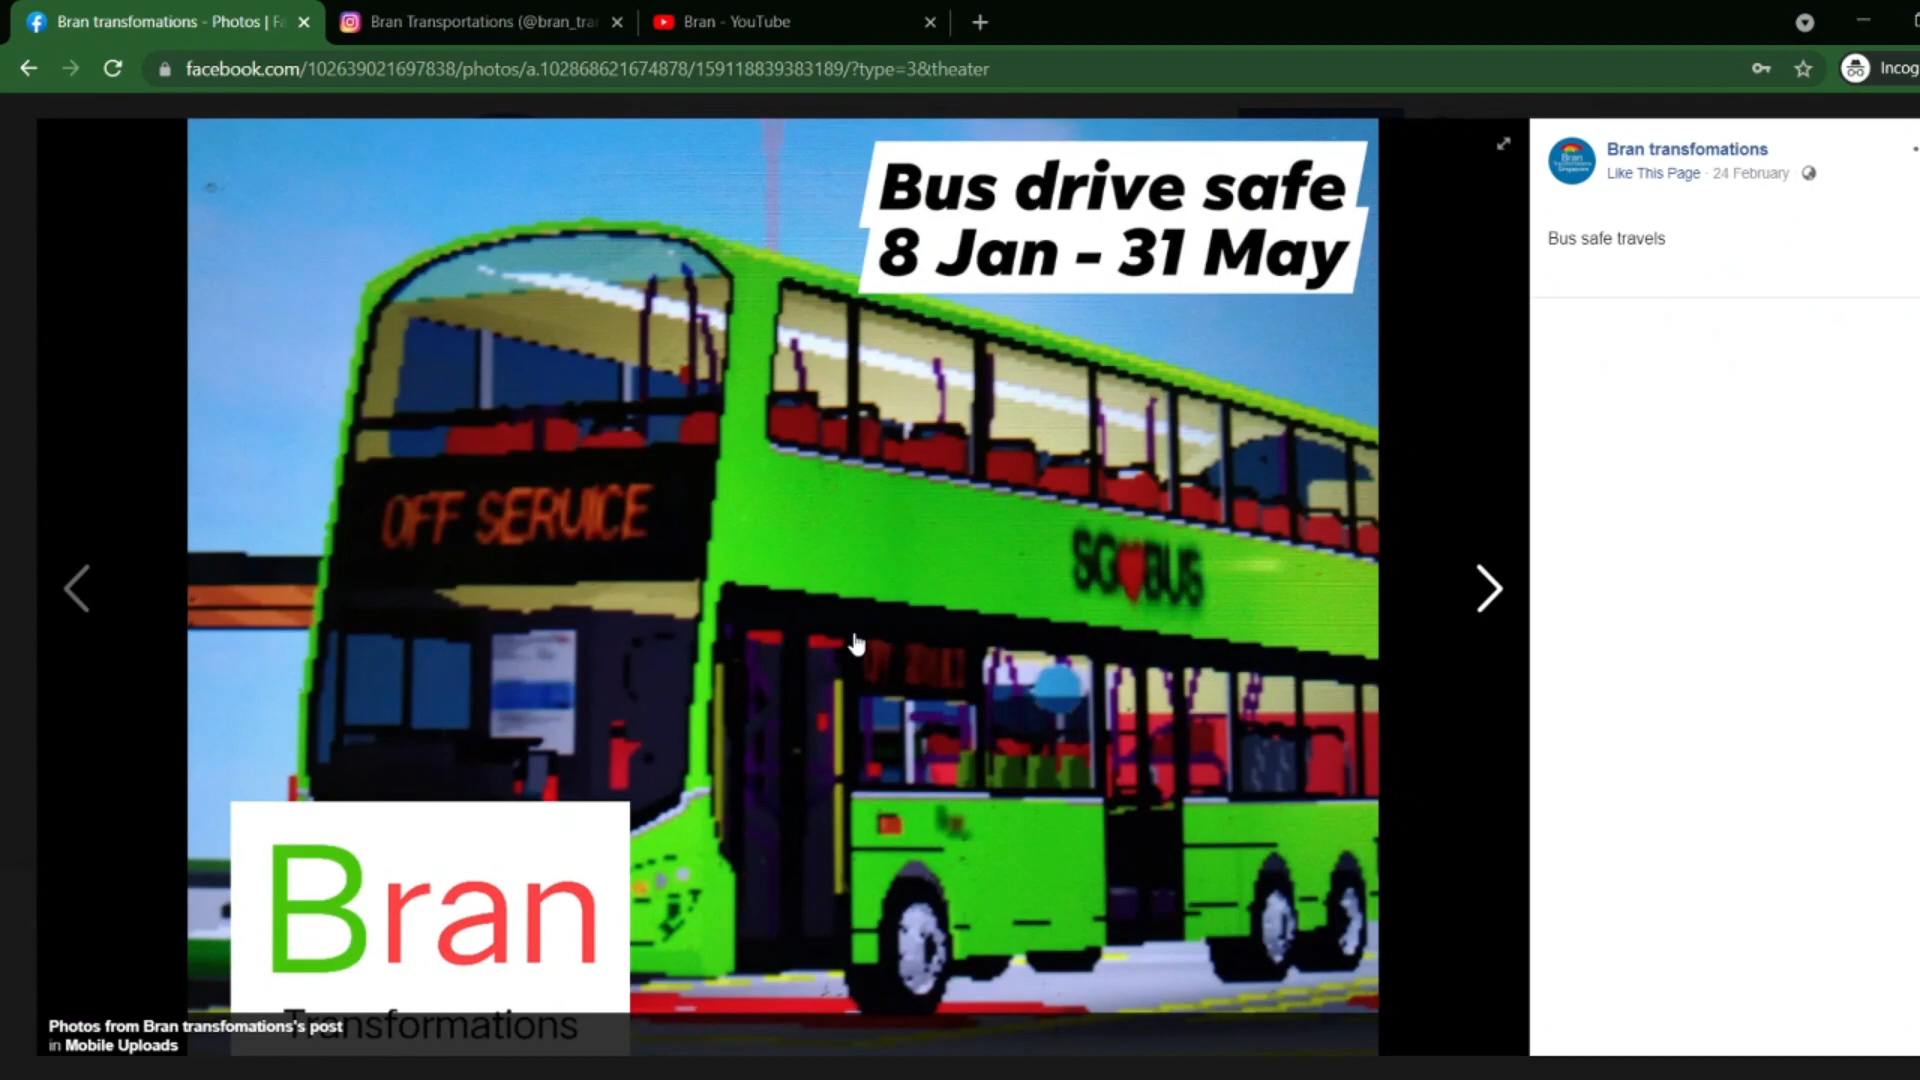 Bran transfomations - Photos | Fa
Bran Transportations (@bran_tra
Bran - YouTube
facebook.com/102639021697838/photos/a.102868621674878/159118839383189/?type=3&theater
Incog
Bus drive safe
8 Jan - 31 May
OFF SERVICE
SG BUS
Bran
Transformations
Photos from Bran transfomations's post
in Mobile Uploads
Bran transfomations
Like This Page · 24 February
Bus safe travels